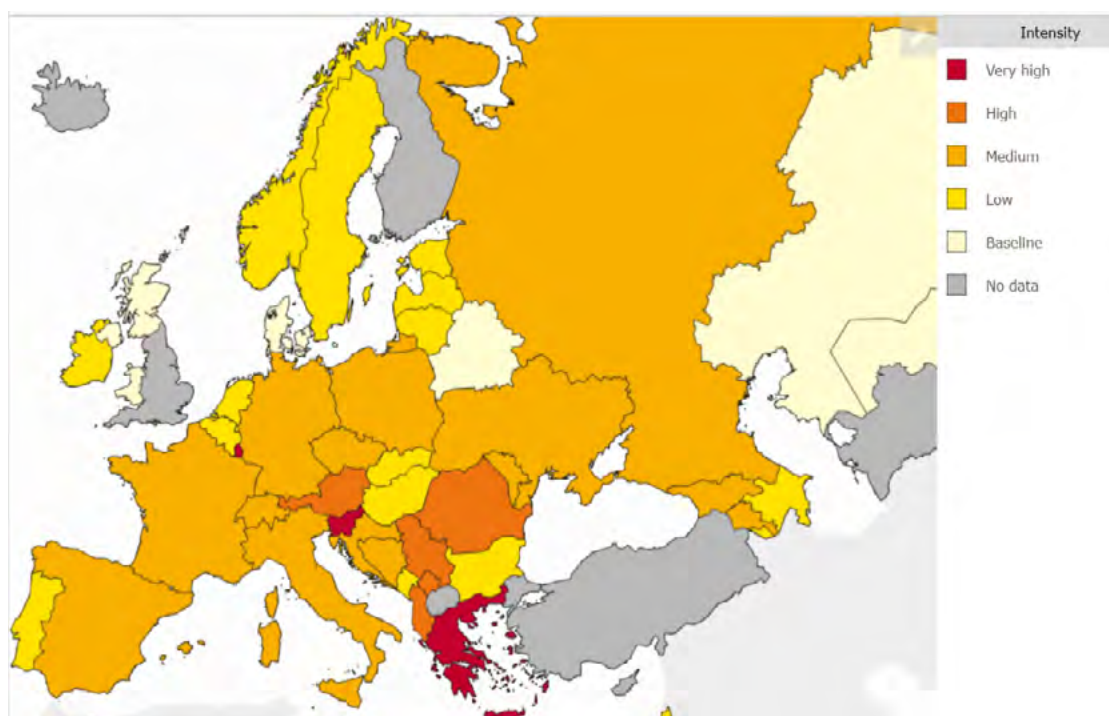 Intensity
Very high
High
Medium
Low
Baseline
No data